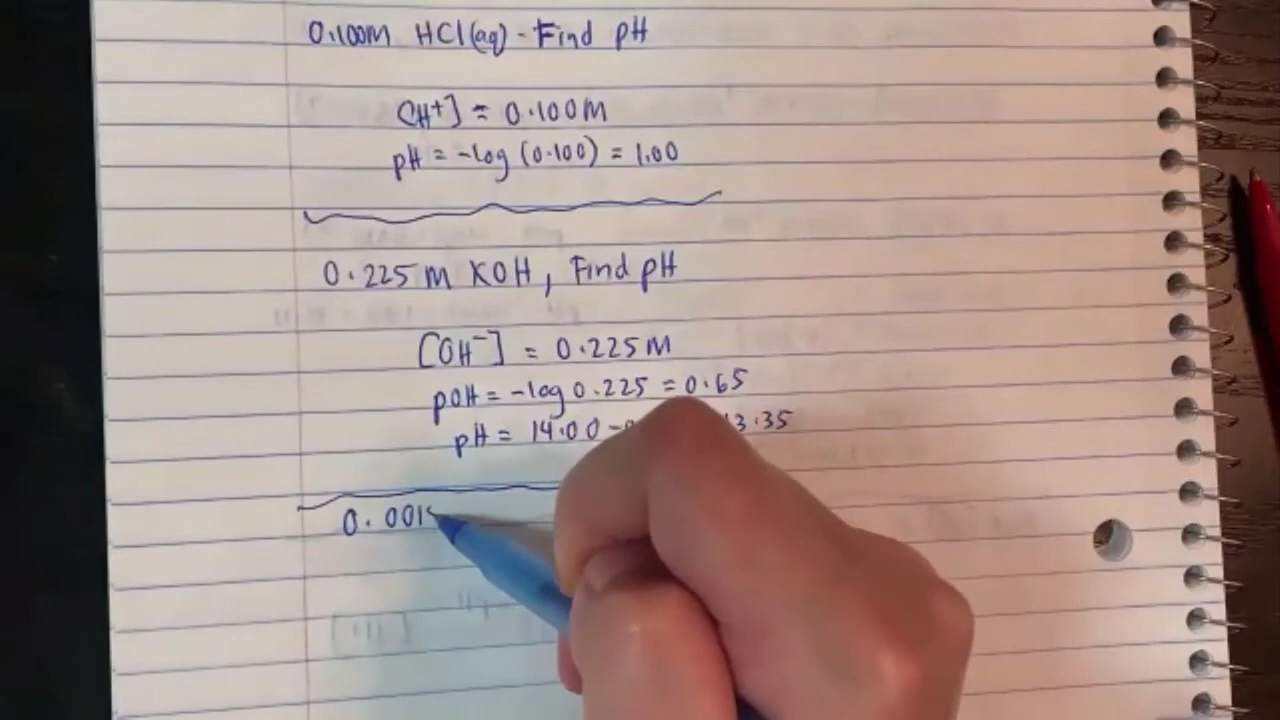 0.100M HCl(aq) - Find pH
[H+] = 0.100M
pH = -log (0.100) = 1.00
0.225 M KOH, Find pH
[OH⁻] = 0.225M
pOH = -log 0.225 = 0.65
pH = 14.00 - 3.35
0.001